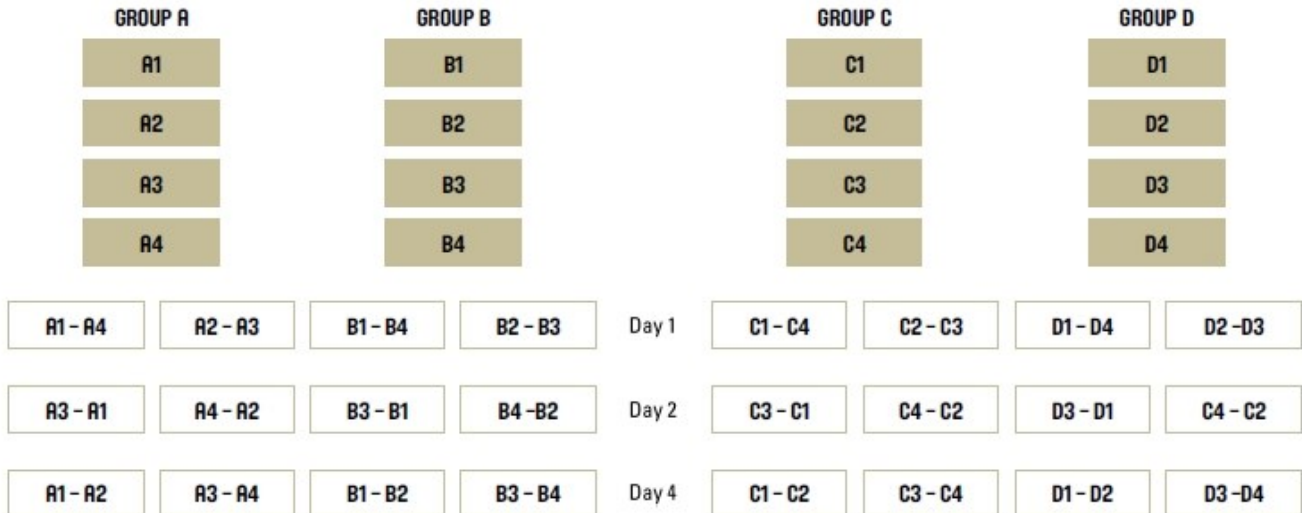 GROUP A GROUP B GROUP C GROUP D
A1 B1 C1 D1
A2 B2 C2 D2
A3 B3 C3 D3
A4 B4 C4 D4
A1 – A4 A2 – A3 B1 – B4 B2 – B3 Day 1 C1 – C4 C2 – C3 D1 – D4 D2 –D3
A3 – A1 A4 – A2 B3 – B1 B4 –B2 Day 2 C3 – C1 C4 – C2 D3 – D1 C4 – C2
A1 – A2 A3 – A4 B1 – B2 B3 – B4 Day 4 C1 – C2 C3 – C4 D1 – D2 D3 –D4